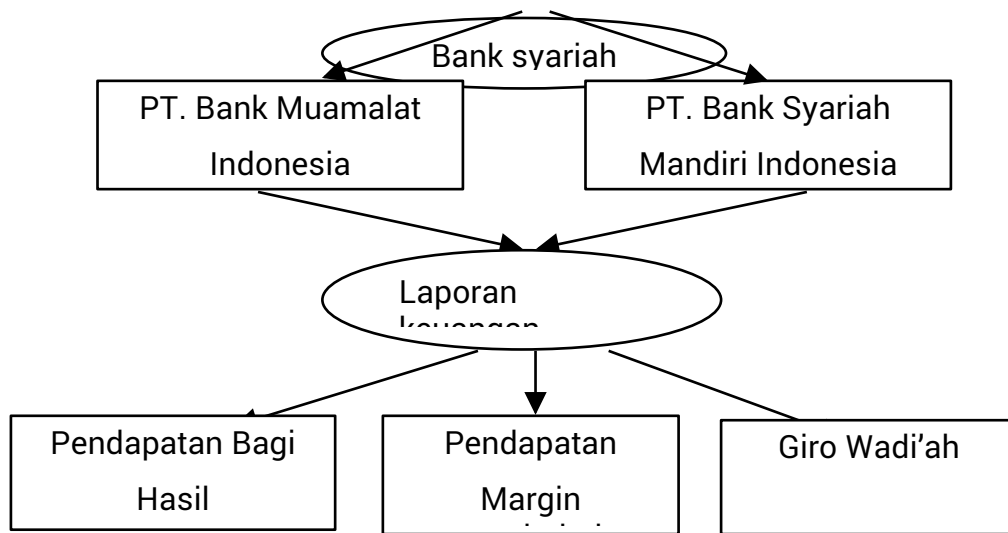 Bank syariah
PT. Bank Muamalat
Indonesia
PT. Bank Syariah
Mandiri Indonesia
Laporan
keuangan
Pendapatan Bagi
Hasil
Pendapatan
Margin
Giro Wadi’ah